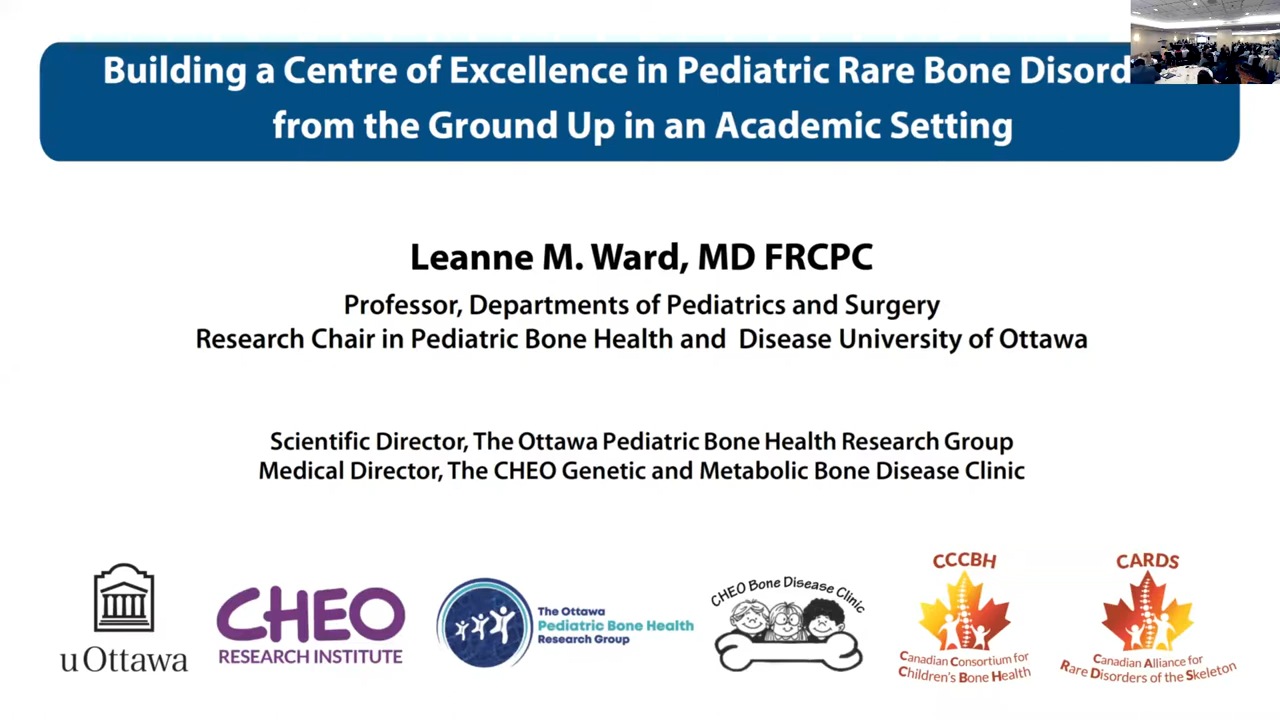 Building a Centre of Excellence in Pediatric Rare Bone Disord
from the Ground Up in an Academic Setting
Leanne M. Ward, MD FRCPC
Professor, Departments of Pediatrics and Surgery
Research Chair in Pediatric Bone Health and Disease University of Ottawa
Scientific Director, The Ottawa Pediatric Bone Health Research Group
Medical Director, The CHEO Genetic and Metabolic Bone Disease Clinic
uOttawa
CHEO
RESEARCH INSTITUTE
The Ottawa
Pediatric Bone Health
Research Group
CHEO Bone Disease Clinic
CCCBH
Canadian Consortium for
Children's Bone Health
CARDS
Canadian Alliance for
Rare Disorders of the Skeleton